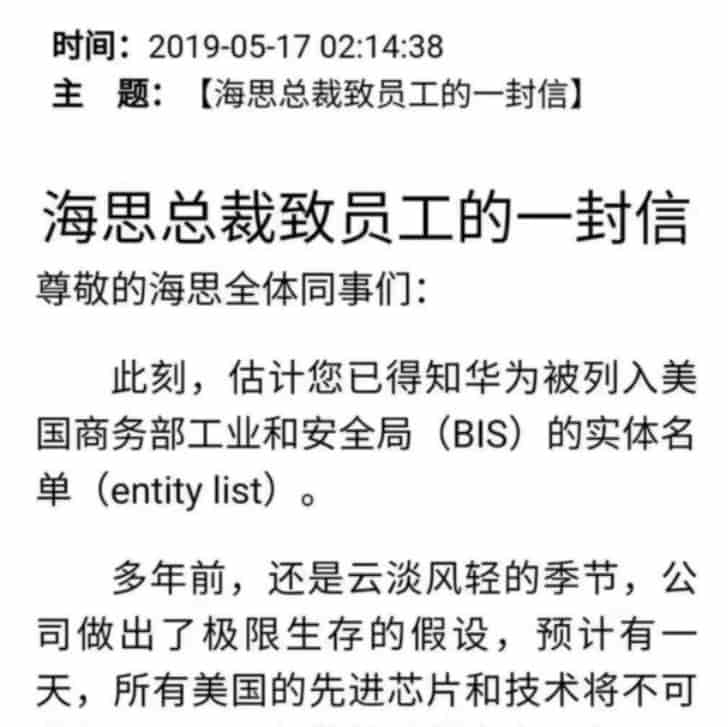 时间：2019-05-17 02:14:38
主　题：【海思总裁致员工的一封信】
海思总裁致员工的一封信
尊敬的海思全体同事们：
此刻，估计您已得知华为被列入美
国商务部工业和安全局（BIS）的实体名
单（entity list）。
多年前，还是云淡风轻的季节，公
司做出了极限生存的假设，预计有一
天，所有美国的先进芯片和技术将不可